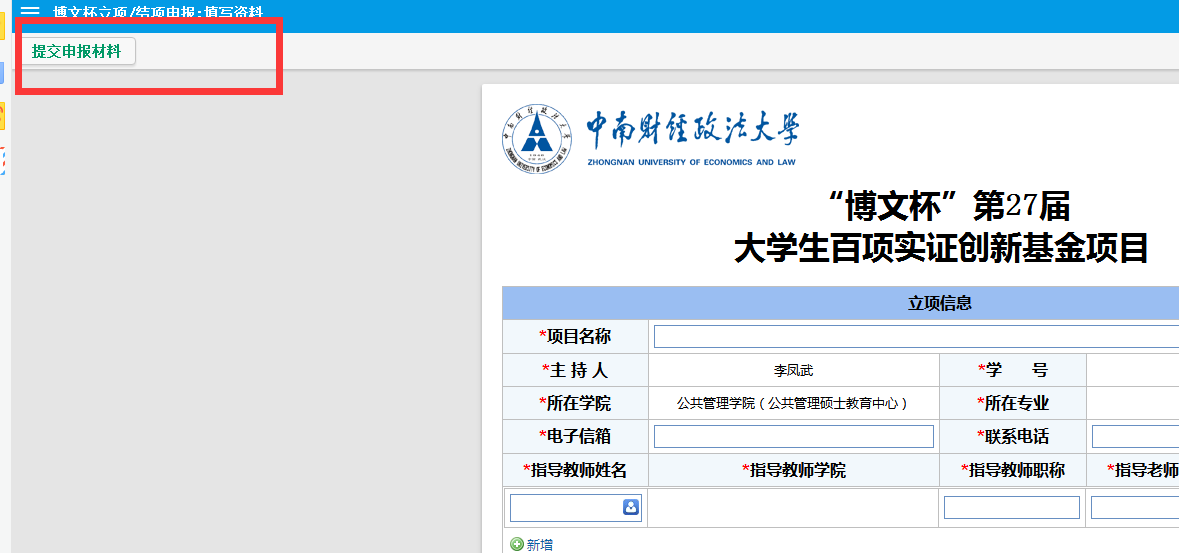 博文杯立项/结项申报:填写资料
提交申报材料
中南财经政法大学
ZHONGNAN UNIVERSITY OF ECONOMICS AND LAW
“博文杯”第27届
大学生百项实证创新基金项目
立项信息
*项目名称
*主 持 人 李凤武 *学 号
*所在学院 公共管理学院（公共管理硕士教育中心） *所在专业
*电子信箱 *联系电话
*指导教师姓名 *指导教师学院 *指导教师职称 *指导老师
新增